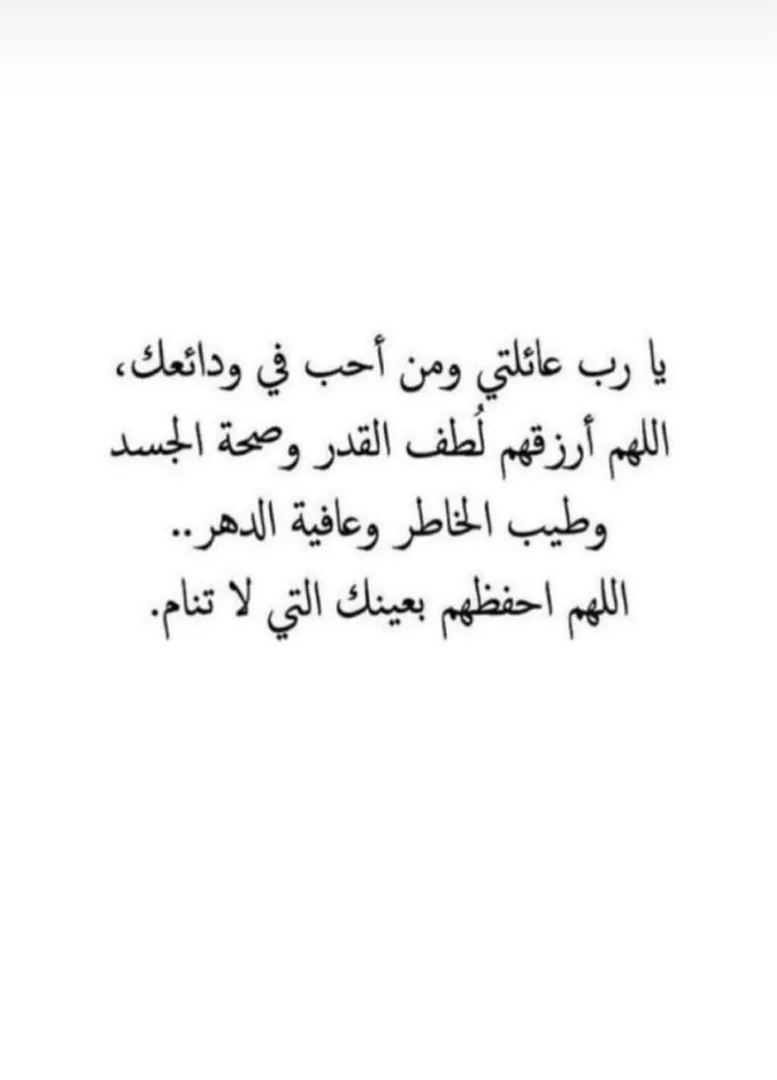 يا رب عائلتي ومن أحب في ودائعك،
اللهم أرزقهم لُطف القدر وصحة الجسد
وطيب الخاطر وعافية الدهر..
اللهم احفظهم بعينك التي لا تنام.